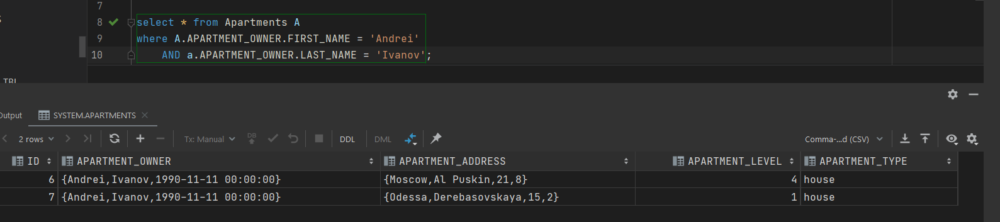 7
8 select * from Apartments A
9 where A.APARTMENT_OWNER.FIRST_NAME = 'Andrei'
10 AND a.APARTMENT_OWNER.LAST_NAME = 'Ivanov';
TBL
Output SYSTEM.APARTMENTS
2 rows Tx: Manual DB DDL DML Comma-...d (CSV)
ID APARTMENT_OWNER APARTMENT_ADDRESS APARTMENT_LEVEL APARTMENT_TYPE
6 {Andrei,Ivanov,1990-11-11 00:00:00} {Moscow,Al Puskin,21,8} 4 house
7 {Andrei,Ivanov,1990-11-11 00:00:00} {Odessa,Derebasovskaya,15,2} 1 house